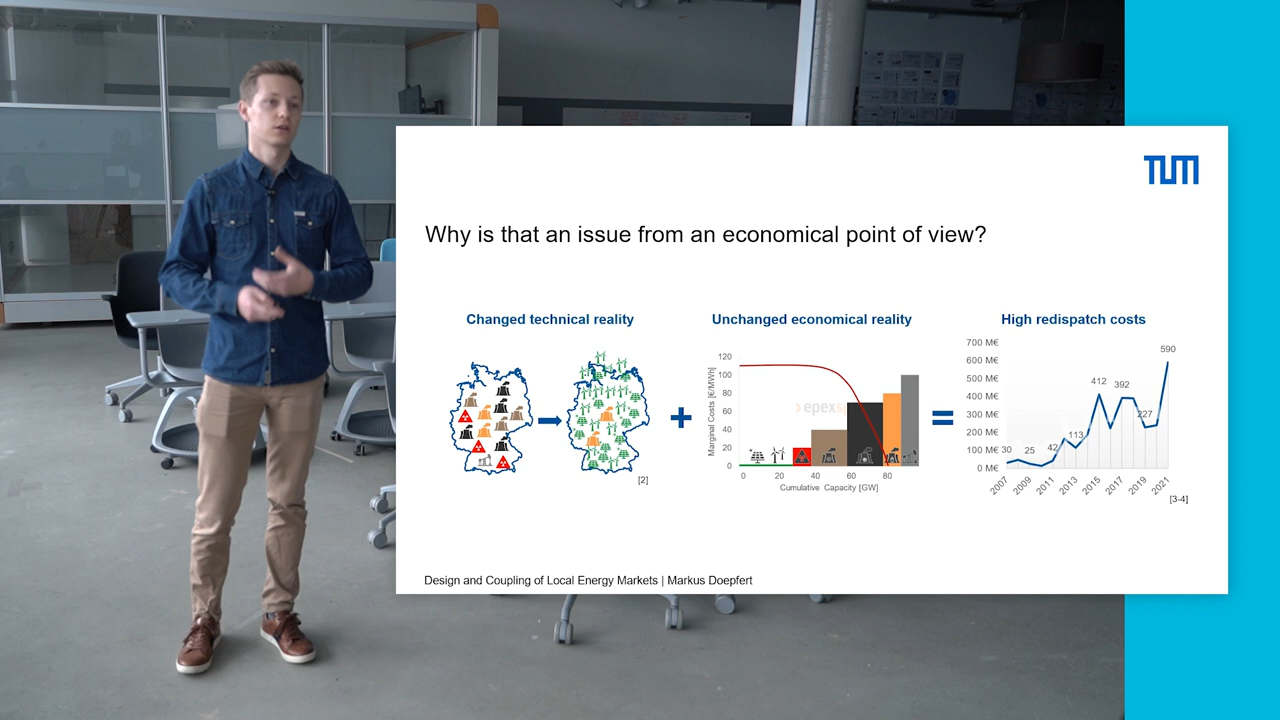 TUM
Why is that an issue from an economical point of view?
Changed technical reality
Unchanged economical reality
High redispatch costs
[2]
+
120
100
80
60
40
20
0
Marginal Costs [€/MWh]
epexsp
0 20 40 60 80
Cumulative Capacity [GW]
=
700 M€
600 M€
500 M€
400 M€
300 M€
200 M€
100 M€
0 M€
30
25
42
113
412
392
227
590
2007
2009
2011
2013
2015
2017
2019
2021
[3-4]
Design and Coupling of Local Energy Markets | Markus Doepfert